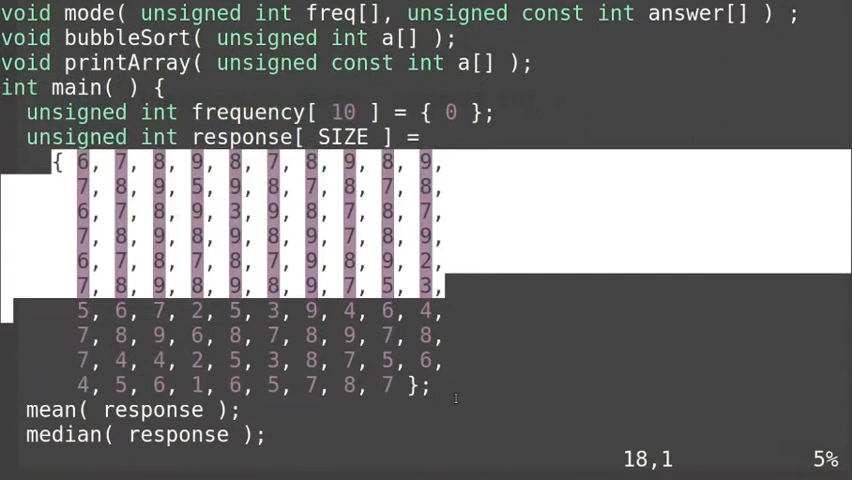 void mode( unsigned int freq[], unsigned const int answer[] ) ;
void bubbleSort( unsigned int a[] );
void printArray( unsigned const int a[] );
int main( ) {
unsigned int frequency[ 10 ] = { 0 };
unsigned int response[ SIZE ] =
{ 6, 7, 8, 9, 8, 7, 8, 9, 8, 9,
7, 8, 9, 5, 9, 8, 7, 8, 7, 8,
6, 7, 8, 9, 3, 9, 8, 7, 8, 7,
7, 8, 9, 8, 9, 8, 9, 7, 8, 9,
6, 7, 8, 7, 8, 7, 9, 8, 9, 2,
7, 8, 9, 8, 9, 8, 9, 7, 5, 3,
5, 6, 7, 2, 5, 3, 9, 4, 6, 4,
7, 8, 9, 6, 8, 7, 8, 9, 7, 8,
7, 4, 4, 2, 5, 3, 8, 7, 5, 6,
4, 5, 6, 1, 6, 5, 7, 8, 7 };
mean( response );
median( response );
18,1 5%